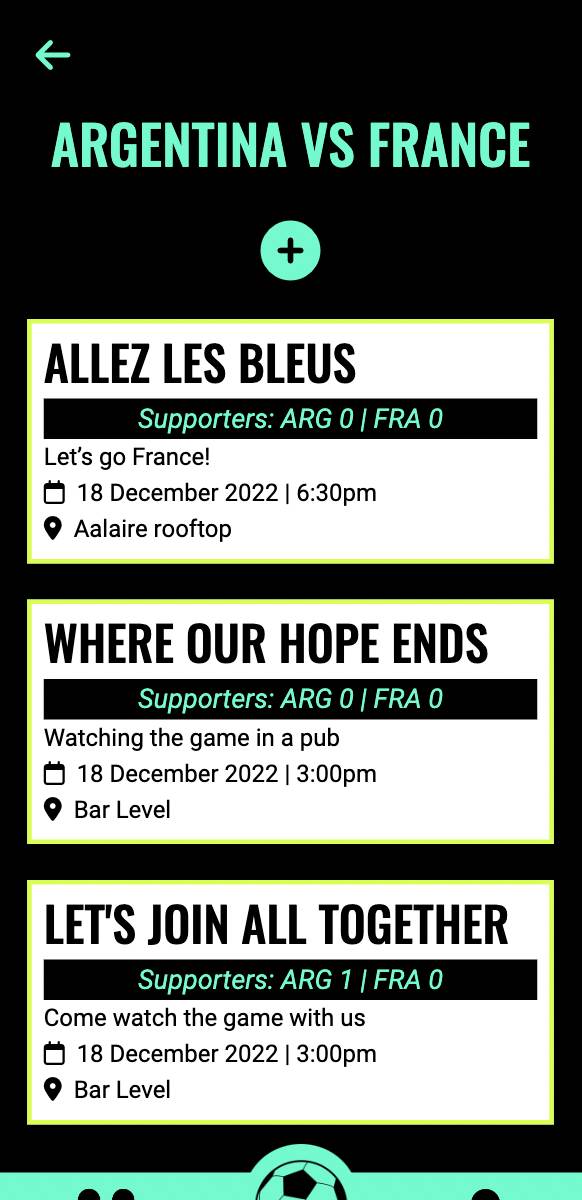 ARGENTINA VS FRANCE
ALLEZ LES BLEUS
Supporters: ARG 0 | FRA 0
Let’s go France!
18 December 2022 | 6:30pm
Aalaire rooftop
WHERE OUR HOPE ENDS
Supporters: ARG 0 | FRA 0
Watching the game in a pub
18 December 2022 | 3:00pm
Bar Level
LET'S JOIN ALL TOGETHER
Supporters: ARG 1 | FRA 0
Come watch the game with us
18 December 2022 | 3:00pm
Bar Level